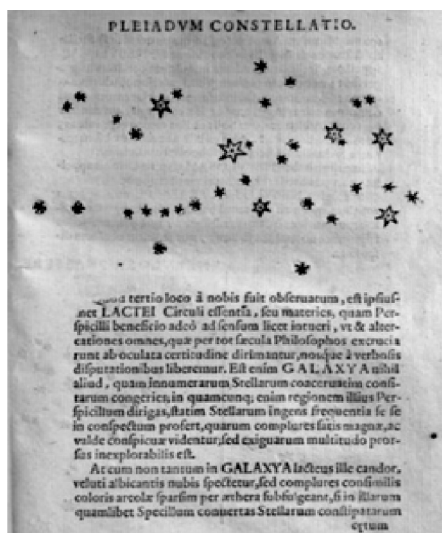 PLEIADVM CONSTELLATIO.
tertio loco à nobis fuit obseruatum, est ipsius-
met LACTEI Circuli essentia, seu materies, quam Per-
spicilli beneficio adeò ad sensum licet intueri, vt & alter-
cationes omnes, quæ per tot sæcula Philosophos excrucia
runt ab oculata certitudine dirimantur, nosque à verbosis
disputationibus liberemur. Est enim GALAXYA nihil
aliud, quam innumerarum Stellarum coaceruatim consi-
tarum congeries; in quamcunq; enim regionem illius Per-
spicillum dirigas, statim Stellarum ingens frequentia se se
in conspectum profert, quarum complures satis magnæ, ac
valde conspicuæ videntur, sed exiguarum multitudo pror-
sus inexplorabilis est.
At cum non tantum in GALAXYA lacteus ille candor,
veluti albicantis nubis spectetur, sed complures consimilis
coloris areolæ sparsim per æthera subfulgeant, si in illarum
quamlibet Specillum conuertas Stellarum constipatarum
cętum